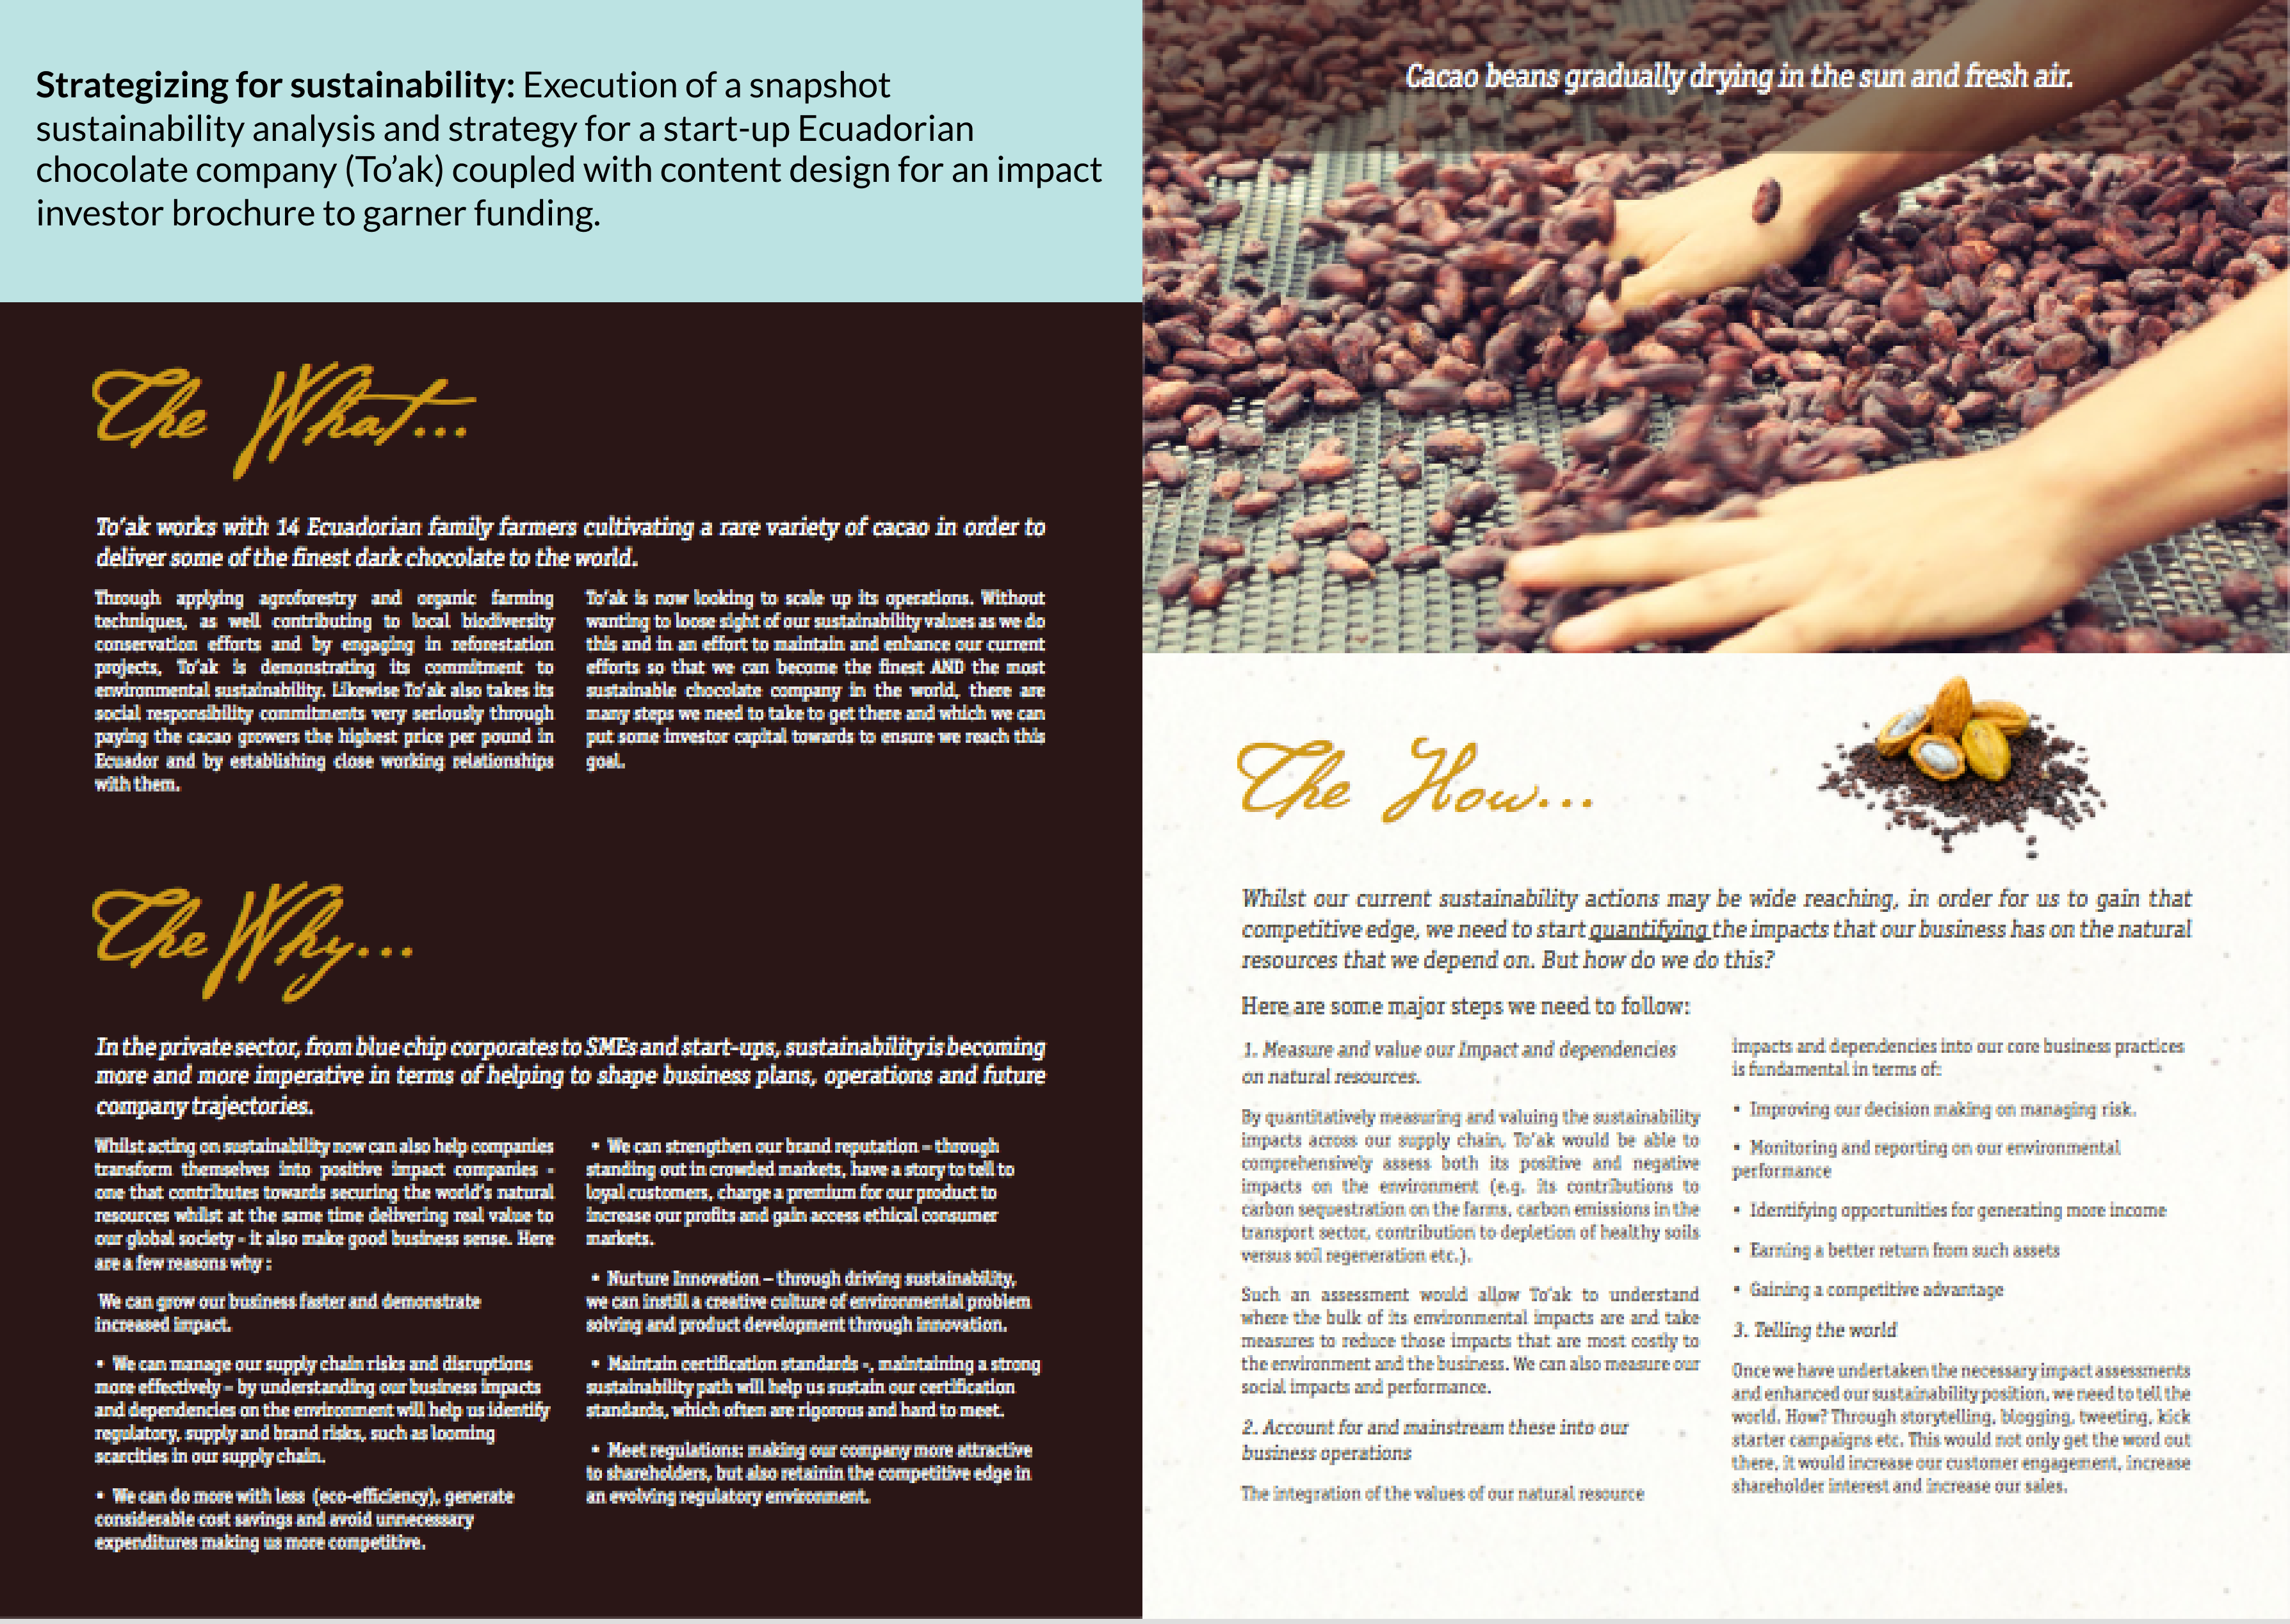 Strategizing for sustainability: Execution of a snapshot
sustainability analysis and strategy for a start-up Ecuadorian
chocolate company (To'ak) coupled with content design for an impact
investor brochure to garner funding.
The What...
To'ak works with 14 Ecuadorian family farmers cultivating a rare variety of cacao in order to
deliver some of the finest dark chocolate to the world.
Through applying agroforestry and organic farming
techniques, as well contributing to local biodiversity
conservation efforts and by engaging in reforestation
projects, To'ak is demonstrating its commitment to
environmental sustainability. Likewise To'ak also takes its
social responsibility commitments very seriously through
paying the cacao growers the highest price per pound in
Ecuador and by establishing close working relationships
with them.
To'ak is now looking to scale up its operations. Without
wanting to loose sight of our sustainability values as we do
this and in an effort to maintain and enhance our current
efforts so that we can become the finest AND the most
sustainable chocolate company in the world, there are
many steps we need to take to get there and which we can
put some investor capital towards to ensure we reach this
goal.
The Why...
In the private sector, from blue chip corporates to SMEs and start-ups, sustainability is becoming
more and more imperative in terms of helping to shape business plans, operations and future
company trajectories.
Whilst acting on sustainability now can also help companies
transform themselves into positive impact companies -
one that contributes towards securing the world's natural
resources whilst at the same time delivering real value to
our global society - it also make good business sense. Here
are a few reasons why :
We can grow our business faster and demonstrate
increased impact.
• We can manage our supply chain risks and disruptions
more effectively – by understanding our business impacts
and dependencies on the environment will help us identify
regulatory, supply and brand risks, such as looming
scarcities in our supply chain.
• We can do more with less (eco-efficiency), generate
considerable cost savings and avoid unnecessary
expenditures making us more competitive.
• We can strengthen our brand reputation – through
standing out in crowded markets, have a story to tell to
loyal customers, charge a premium for our product to
increase our profits and gain access ethical consumer
markets.
• Nurture Innovation – through driving sustainability,
we can instill a creative culture of environmental problem
solving and product development through innovation.
• Maintain certification standards -, maintaining a strong
sustainability path will help us sustain our certification
standards, which often are rigorous and hard to meet.
• Meet regulations: making our company more attractive
to shareholders, but also retainin the competitive edge in
an evolving regulatory environment.
Cacao beans gradually drying in the sun and fresh air.
The How...
Whilst our current sustainability actions may be wide reaching, in order for us to gain that
competitive edge, we need to start quantifying the impacts that our business has on the natural
resources that we depend on. But how do we do this?
Here are some major steps we need to follow:
1. Measure and value our Impact and dependencies
on natural resources.
By quantitatively measuring and valuing the sustainability
impacts across our supply chain, To'ak would be able to
comprehensively assess both its positive and negative
impacts on the environment (e.g. its contributions to
carbon sequestration on the farms, carbon emissions in the
transport sector, contribution to depletion of healthy soils
versus soil regeneration etc.).
Such an assessment would allow To'ak to understand
where the bulk of its environmental impacts are and take
measures to reduce those impacts that are most costly to
the environment and the business. We can also measure our
social impacts and performance.
2. Account for and mainstream these into our
business operations
The integration of the values of our natural resource
impacts and dependencies into our core business practices
is fundamental in terms of:
• Improving our decision making on managing risk.
• Monitoring and reporting on our environmental
performance
• Identifying opportunities for generating more income
• Earning a better return from such assets
• Gaining a competitive advantage
3. Telling the world
Once we have undertaken the necessary impact assessments
and enhanced our sustainability position, we need to tell the
world. How? Through storytelling, blogging, tweeting, kick
starter campaigns etc. This would not only get the word out
there, it would increase our customer engagement, increase
shareholder interest and increase our sales.